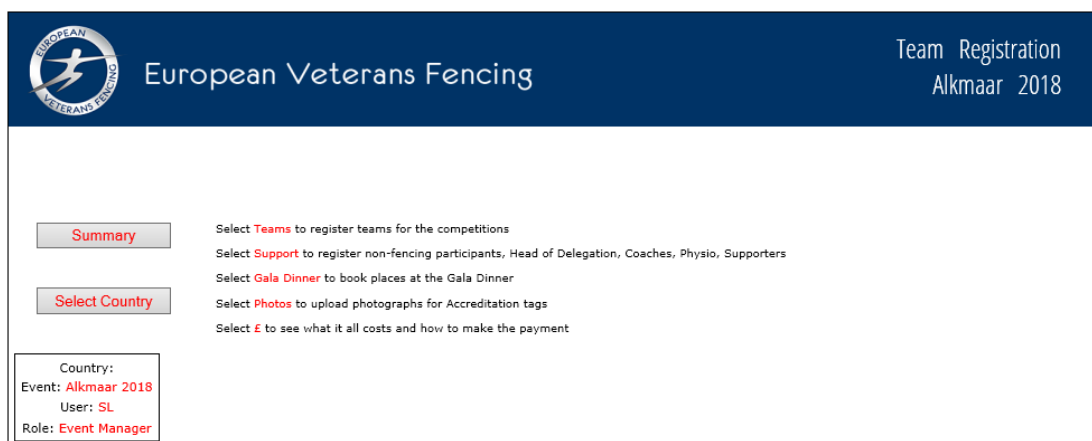 EUROPEAN
VETERANS FENCING
European Veterans Fencing
Team Registration
Alkmaar 2018
Summary
Select Country
Select Teams to register teams for the competitions
Select Support to register non-fencing participants, Head of Delegation, Coaches, Physio, Supporters
Select Gala Dinner to book places at the Gala Dinner
Select Photos to upload photographs for Accreditation tags
Select £ to see what it all costs and how to make the payment
Country:
Event: Alkmaar 2018
User: SL
Role: Event Manager